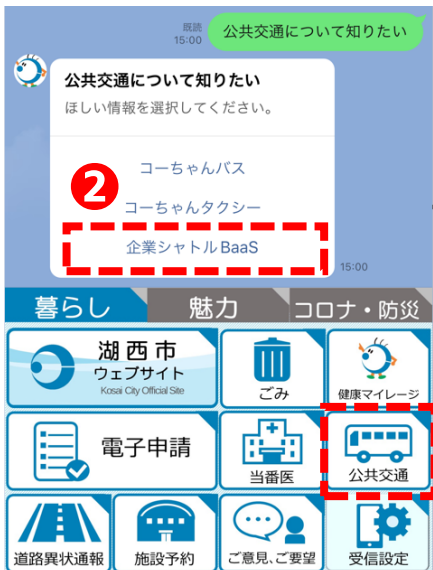 既読
15:00
公共交通について知りたい
公共交通について知りたい
ほしい情報を選択してください。
コーちゃんバス
2
コーちゃんタクシー
企業シャトルBaaS
15:00
暮らし
魅力
コロナ・防災
湖西市
ウェブサイト
Kosai City Official Site
ごみ
健康マイレージ
電子申請
当番医
公共交通
道路異状通報
施設予約
ご意見、ご要望
受信設定